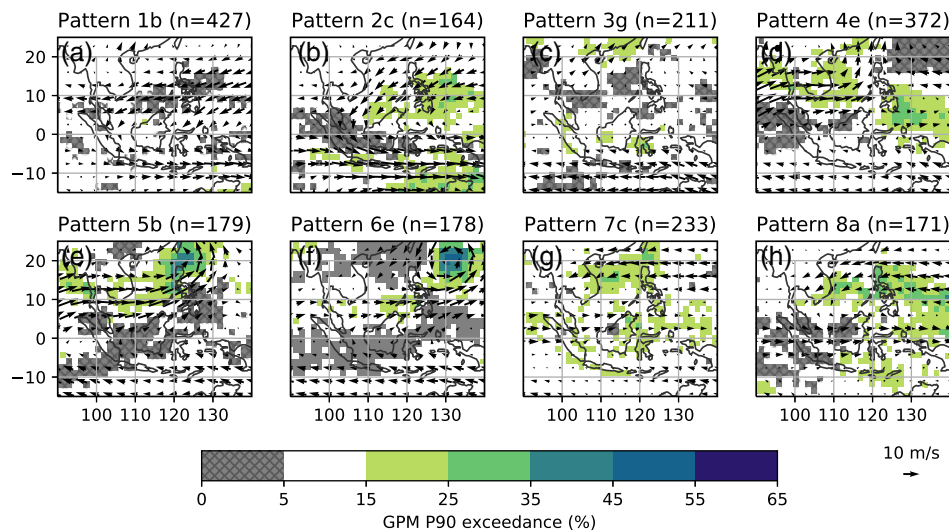 Pattern 1b (n=427) Pattern 2c (n=164) Pattern 3g (n=211) Pattern 4e (n=372)
(a) (b) (c) (d)
20
10
0
−10
Pattern 5b (n=179) Pattern 6e (n=178) Pattern 7c (n=233) Pattern 8a (n=171)
(e) (f) (g) (h)
20
10
0
−10
100 110 120 130 100 110 120 130 100 110 120 130 100 110 120 130
10 m/s
0 5 15 25 35 45 55 65
GPM P90 exceedance (%)